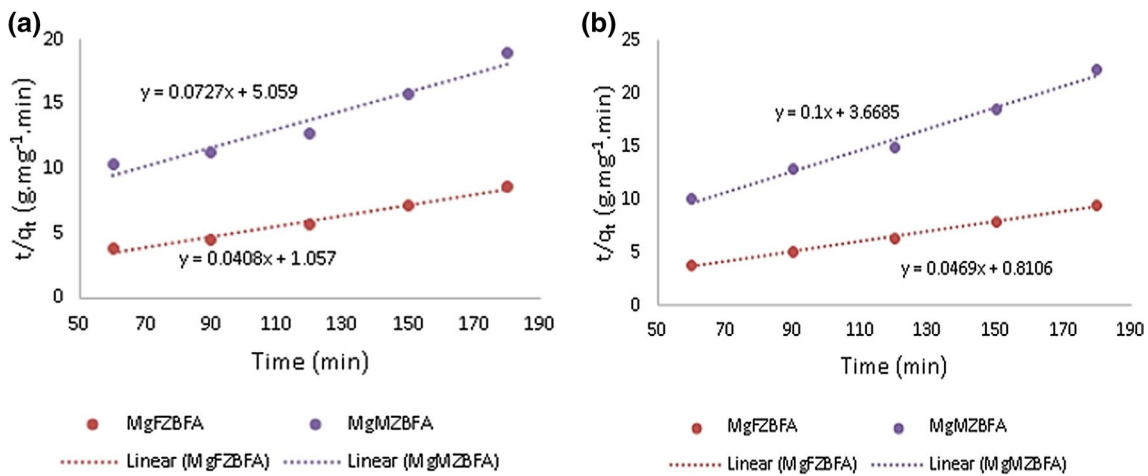 (a)
20
15
10
5
0
t/qₜ (g.mg⁻¹.min)
y = 0.0727x + 5.059
y = 0.0408x + 1.057
50 70 90 110 130 150 170 190
Time (min)
MgFZBFA MgMZBFA
Linear (MgFZBFA) Linear (MgMZBFA)
(b)
25
20
15
10
5
0
t/qₜ (g.mg⁻¹.min)
y = 0.1x + 3.6685
y = 0.0469x + 0.8106
50 70 90 110 130 150 170 190
Time (min)
MgFZBFA MgMZBFA
Linear (MgFZBFA) Linear (MgMZBFA)